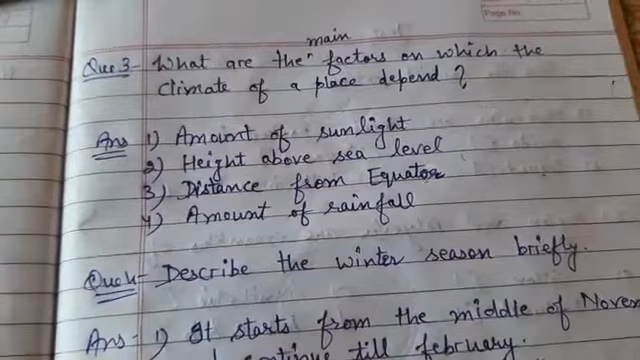 Page No.
main
Que 3- What are the ^ factors on which the
climate of a place depend ?
Ans 1) Amount of sunlight
2) Height above sea level
3) Distance from Equator
4) Amount of rainfall
Que 4- Describe the winter season briefly.
Ans- 1) It starts from the middle of Novem
continue till february.